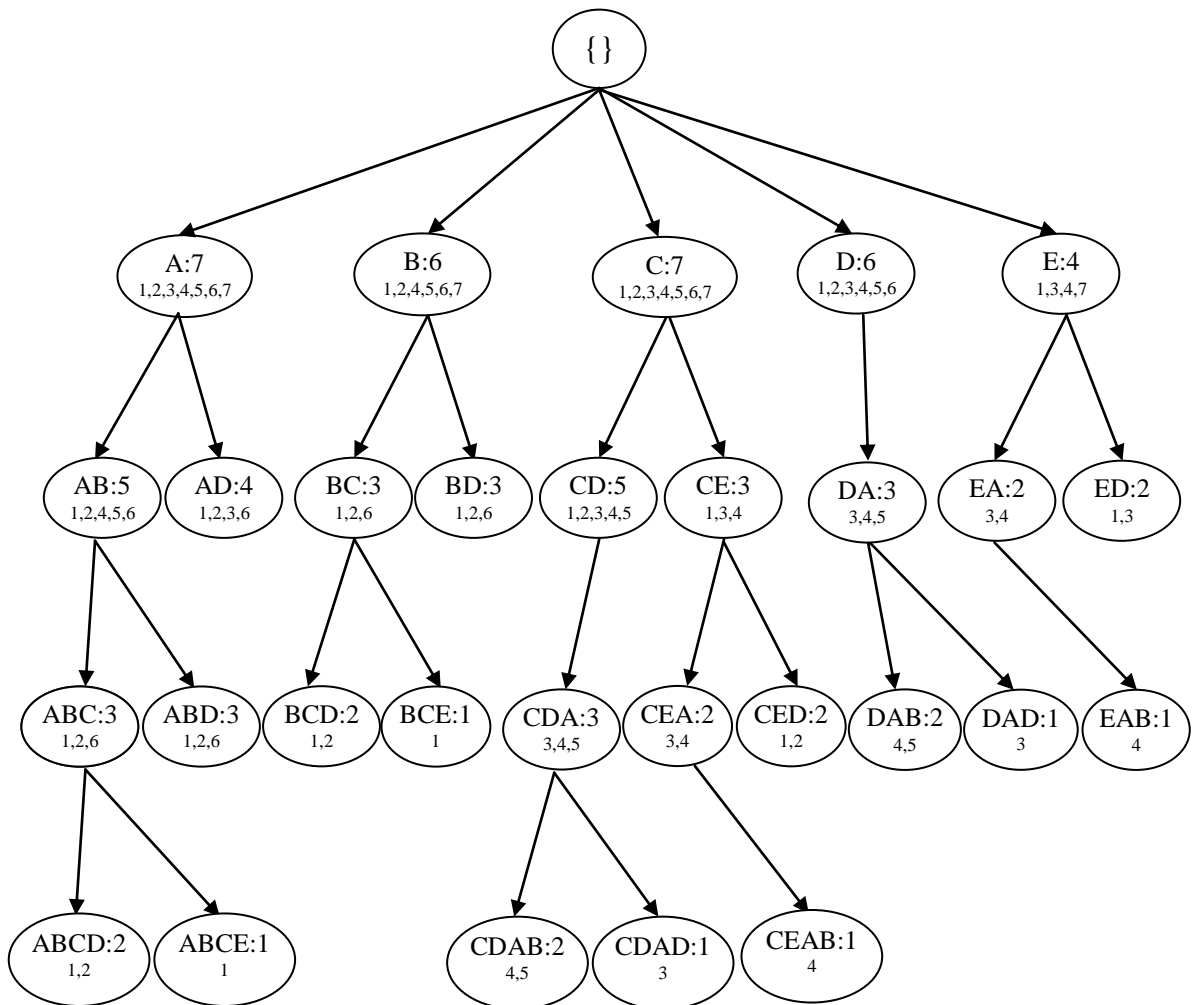 {}
A:7
1,2,3,4,5,6,7
B:6
1,2,4,5,6,7
C:7
1,2,3,4,5,6,7
D:6
1,2,3,4,5,6
E:4
1,3,4,7
AB:5
1,2,4,5,6
AD:4
1,2,3,6
BC:3
1,2,6
BD:3
1,2,6
CD:5
1,2,3,4,5
CE:3
1,3,4
DA:3
3,4,5
EA:2
3,4
ED:2
1,3
ABC:3
1,2,6
ABD:3
1,2,6
BCD:2
1,2
BCE:1
1
CDA:3
3,4,5
CEA:2
3,4
CED:2
1,2
DAB:2
4,5
DAD:1
3
EAB:1
4
ABCD:2
1,2
ABCE:1
1
CDAB:2
4,5
CDAD:1
3
CEAB:1
4